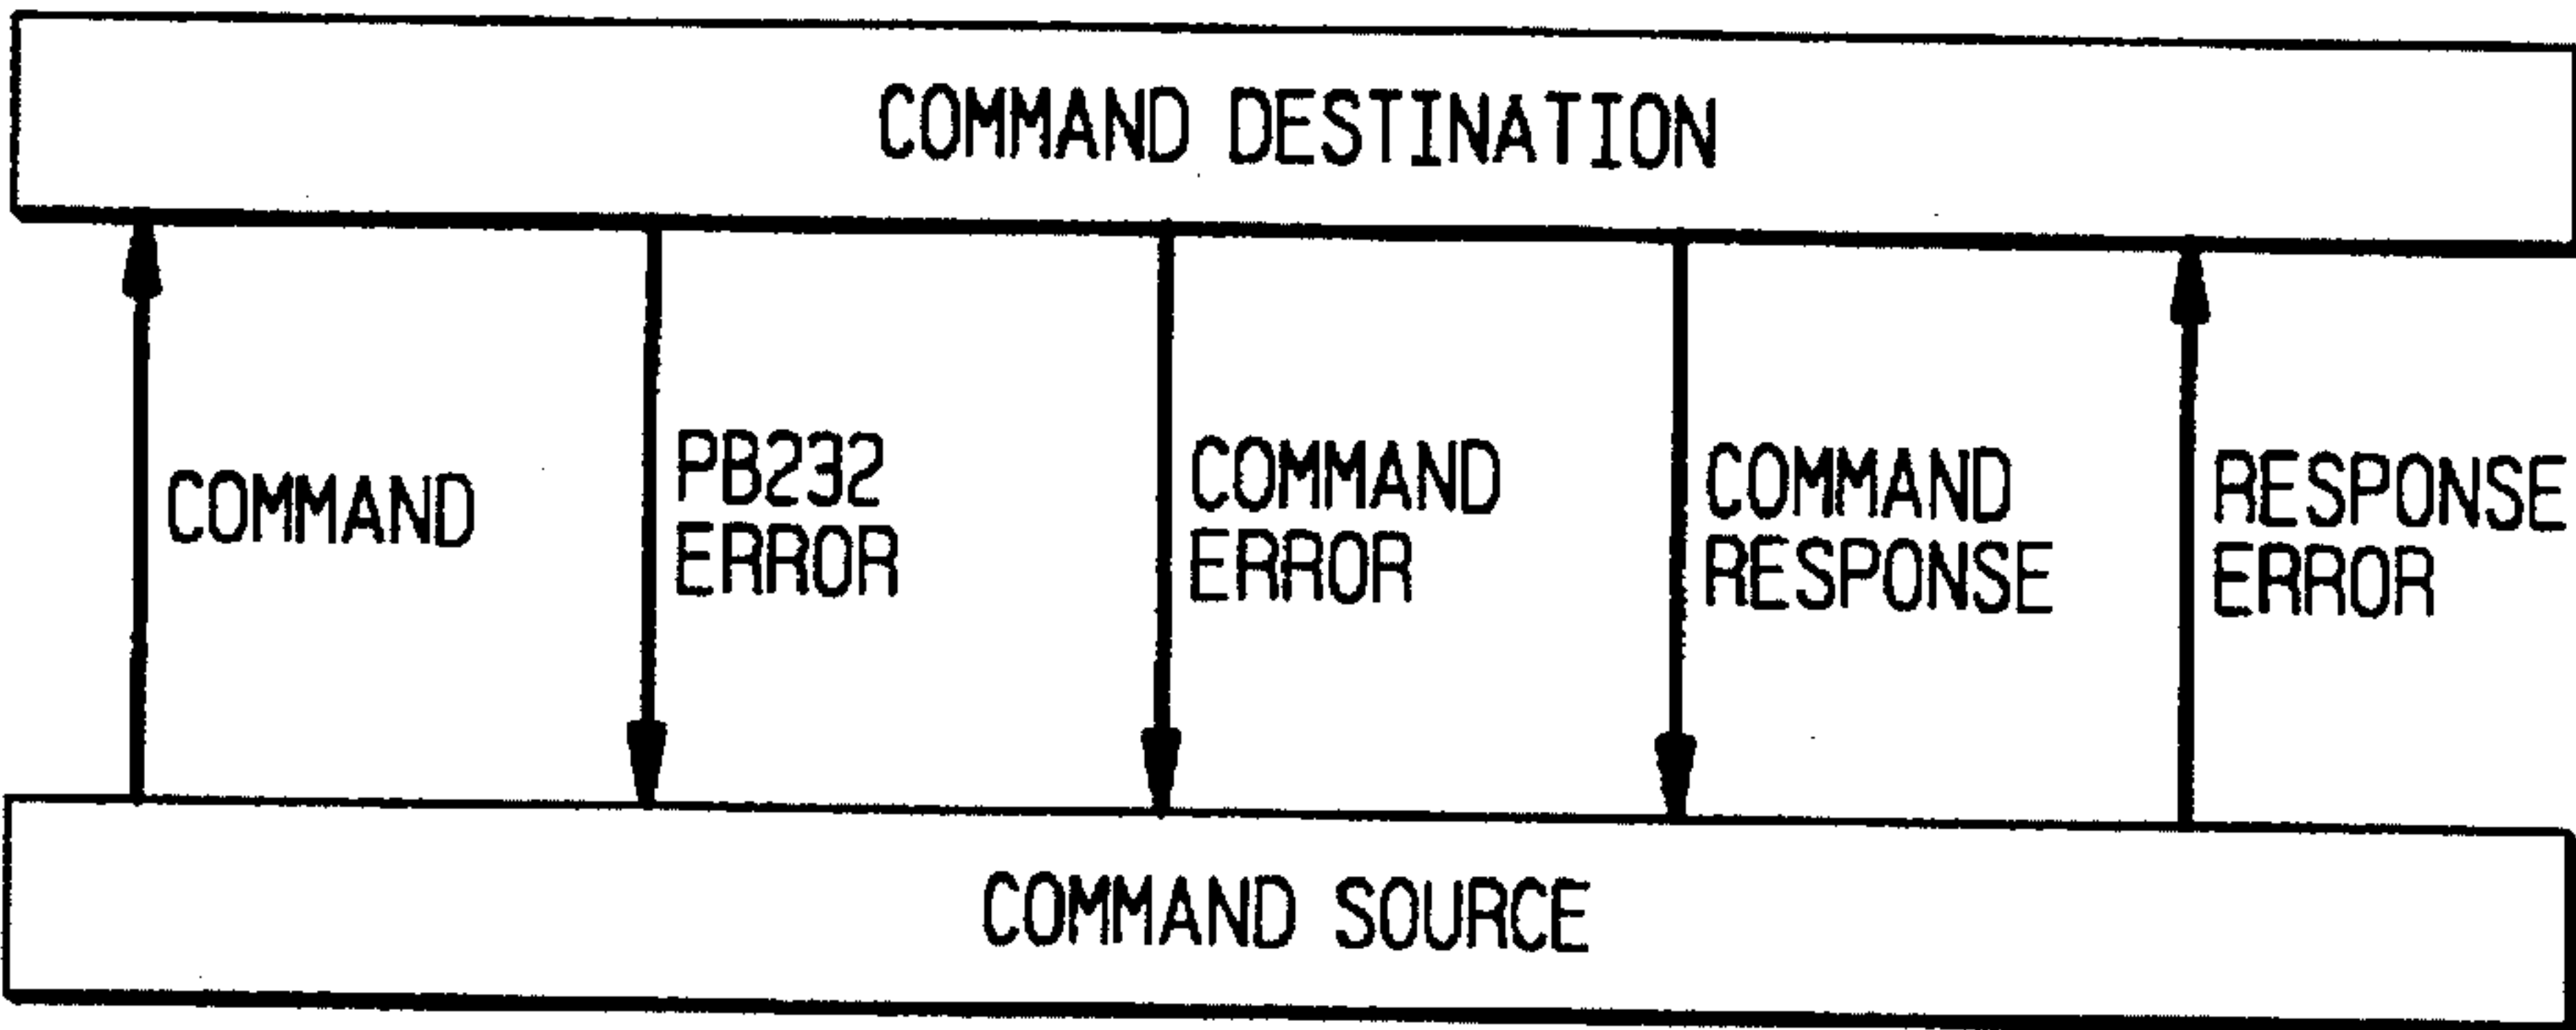 COMMAND DESTINATION
COMMAND
PB232
ERROR
COMMAND
ERROR
COMMAND
RESPONSE
RESPONSE
ERROR
COMMAND SOURCE